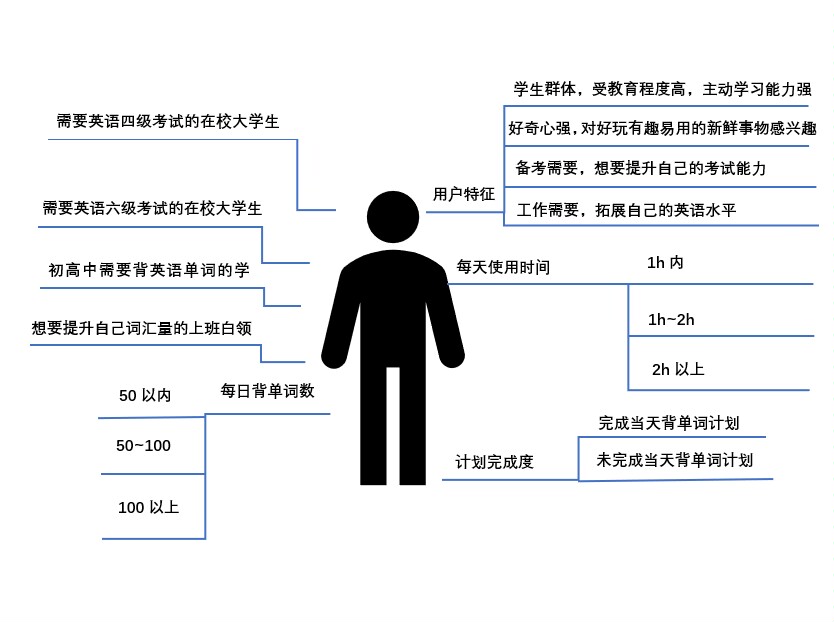 需要英语四级考试的在校大学生
需要英语六级考试的在校大学生
初高中需要背英语单词的学
想要提升自己词汇量的上班白领
每日背单词数
50 以内
50~100
100 以上
用户特征
学生群体，受教育程度高，主动学习能力强
好奇心强，对好玩有趣易用的新鲜事物感兴趣
备考需要，想要提升自己的考试能力
工作需要，拓展自己的英语水平
每天使用时间
1h 内
1h~2h
2h 以上
计划完成度
完成当天背单词计划
未完成当天背单词计划